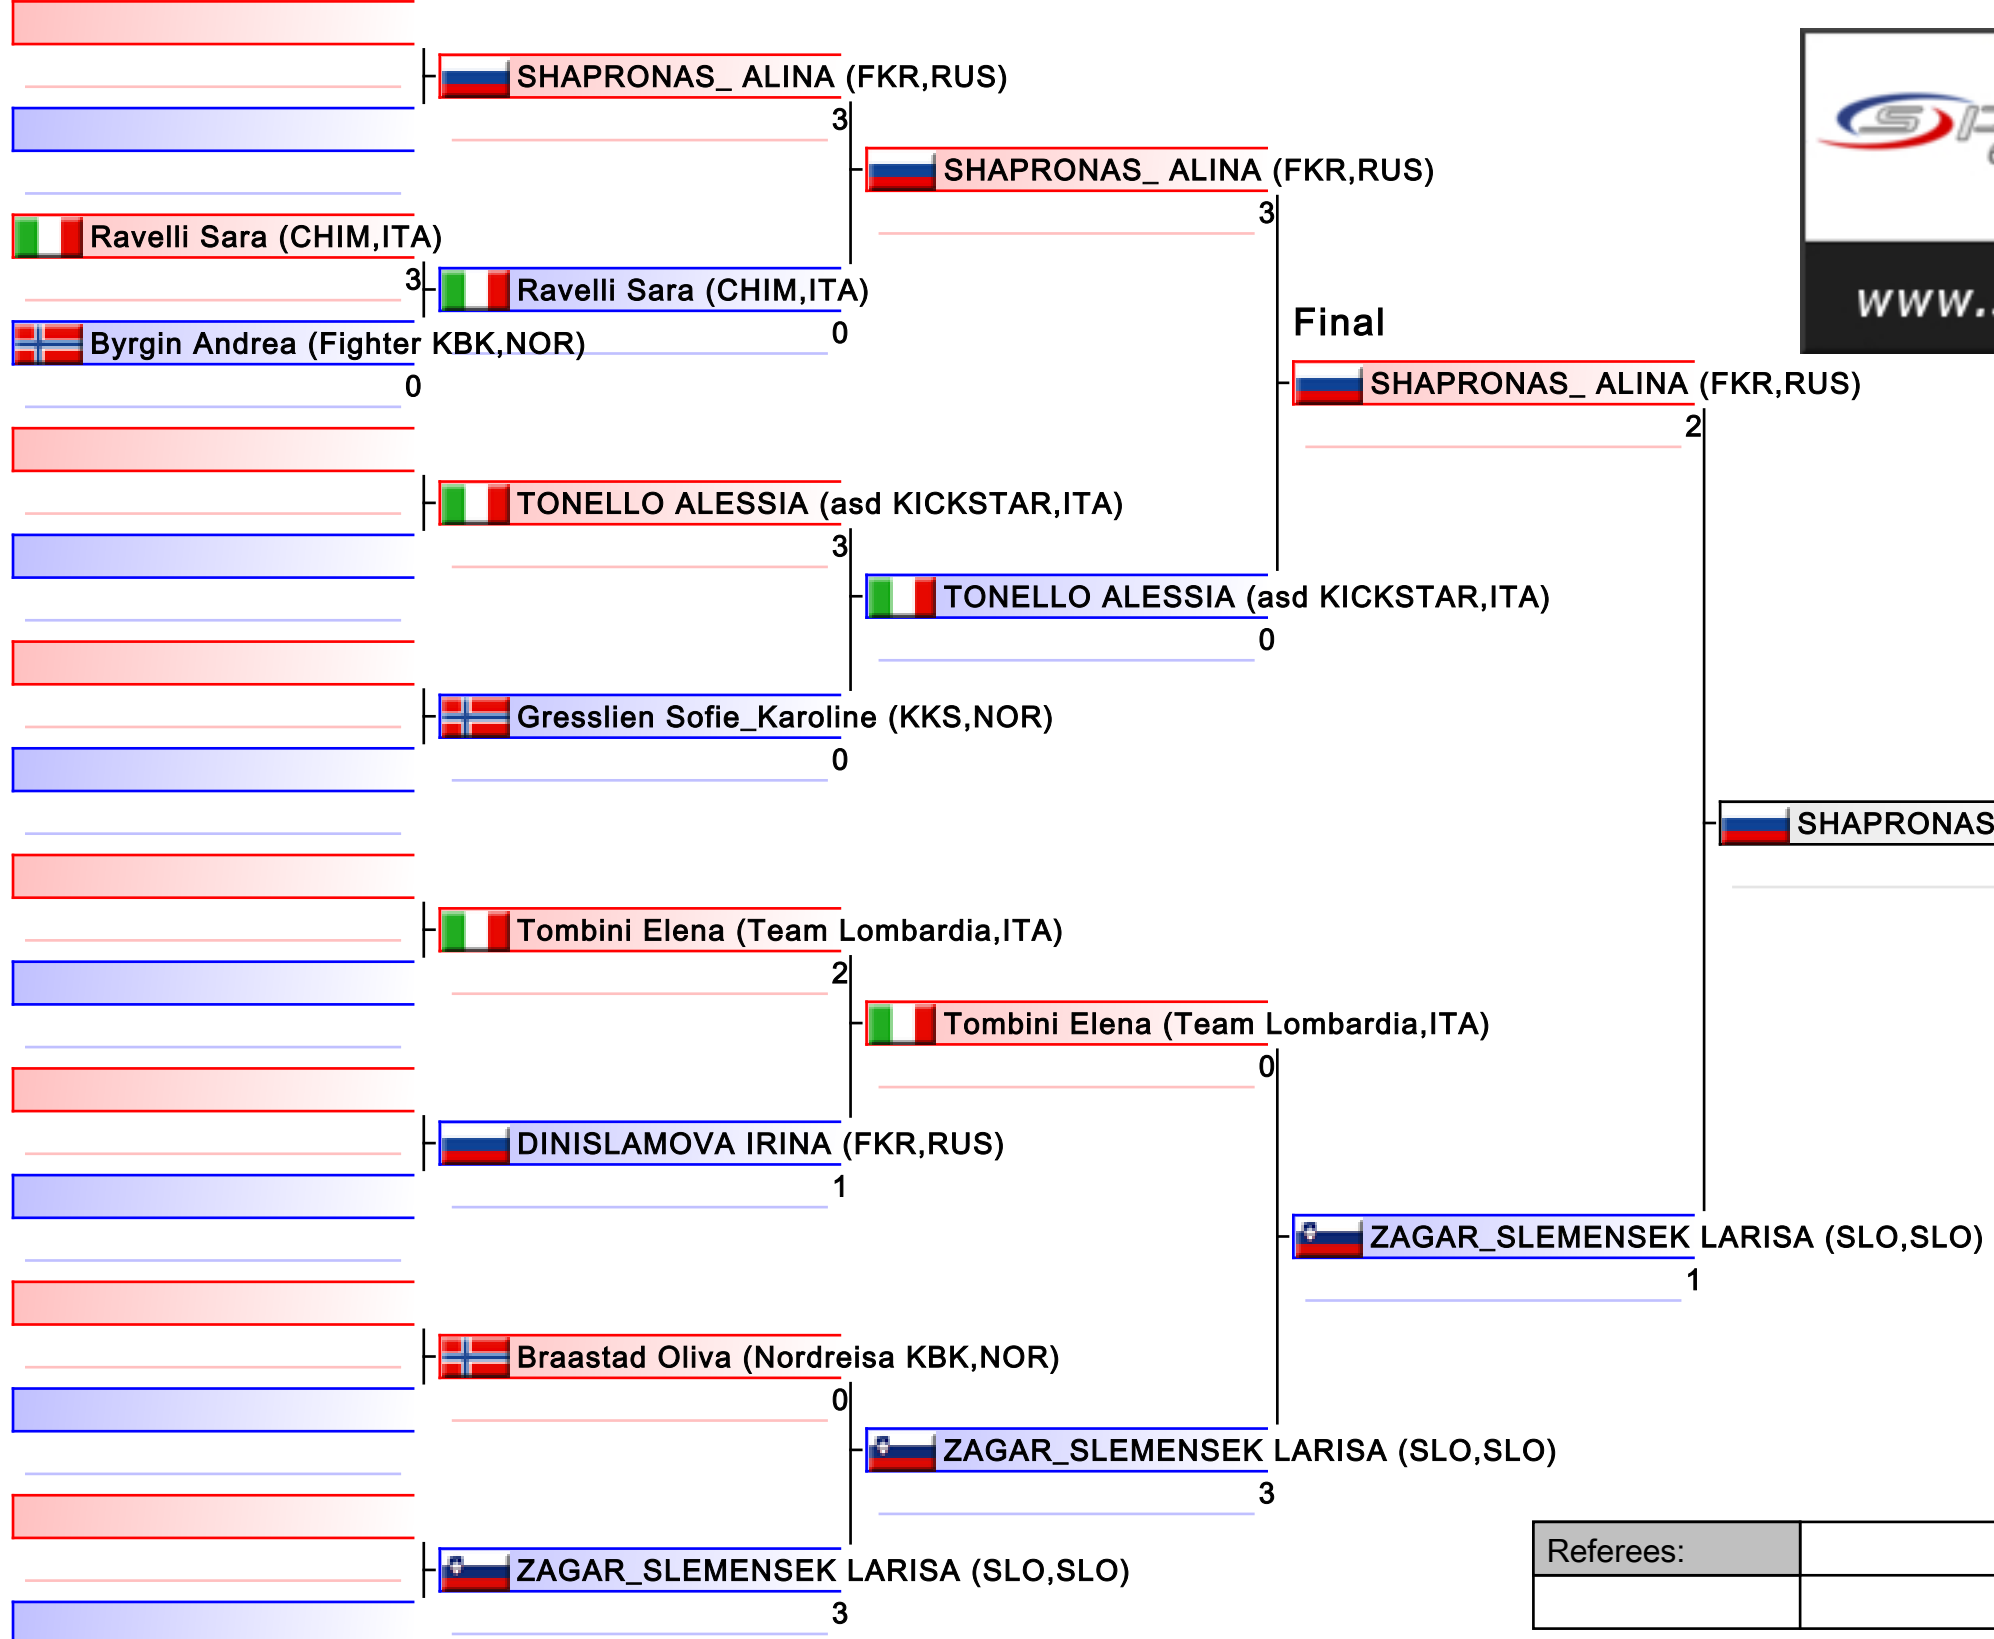 SHAPRONAS_ ALINA (FKR,RUS)
3
SHAPRONAS_ ALINA (FKR,RUS)
3
Ravelli Sara (CHIM,ITA)
3
Ravelli Sara (CHIM,ITA)
0
Byrgin Andrea (Fighter KBK,NOR)
0
Final
SHAPRONAS_ ALINA (FKR,RUS)
2
www.
TONELLO ALESSIA (asd KICKSTAR,ITA)
3
TONELLO ALESSIA (asd KICKSTAR,ITA)
0
Gresslien Sofie_Karoline (KKS,NOR)
0
SHAPRONAS
Tombini Elena (Team Lombardia,ITA)
2
Tombini Elena (Team Lombardia,ITA)
0
DINISLAMOVA IRINA (FKR,RUS)
1
ZAGAR_SLEMENSEK LARISA (SLO,SLO)
1
Braastad Oliva (Nordreisa KBK,NOR)
0
ZAGAR_SLEMENSEK LARISA (SLO,SLO)
3
ZAGAR_SLEMENSEK LARISA (SLO,SLO)
3
Referees: